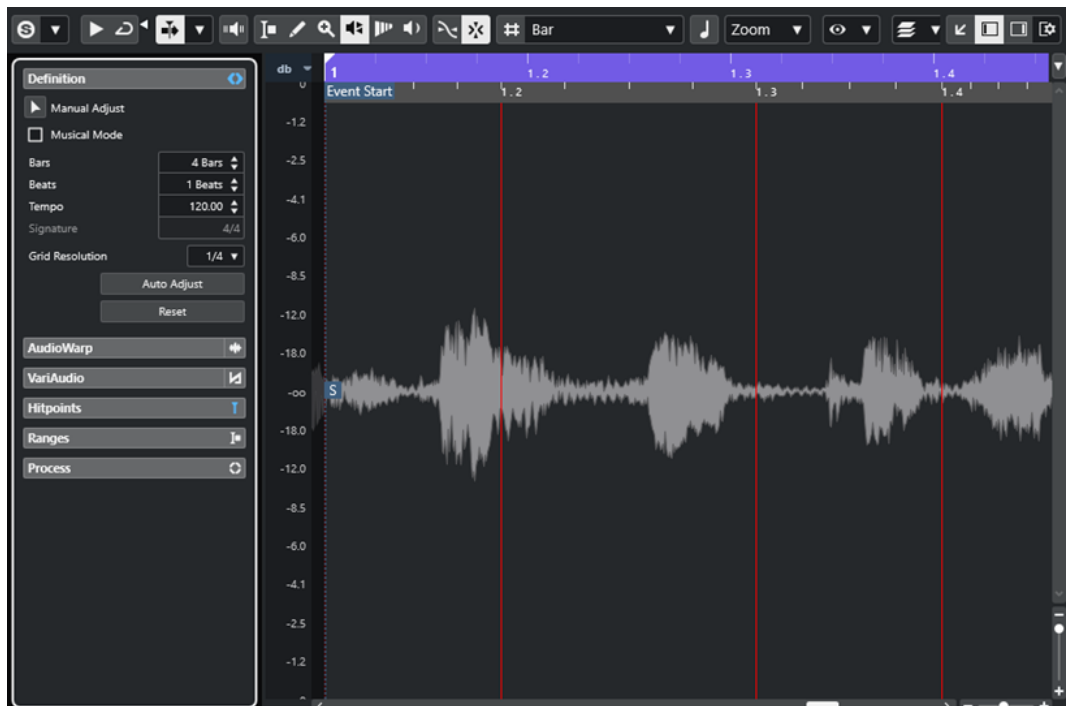 S
Bar
Zoom
Definition
Manual Adjust
Musical Mode
Bars 4 Bars
Beats 1 Beats
Tempo 120.00
Signature 4/4
Grid Resolution 1/4
Auto Adjust
Reset
AudioWarp
VariAudio
Hitpoints
Ranges
Process
db
1 1.2 1.3 1.4
Event Start 1.2 1.3 1.4
-1.2
-2.5
-4.1
-6.0
-8.5
-12.0
-18.0
-∞
S
-18.0
-12.0
-8.5
-6.0
-4.1
-2.5
-1.2